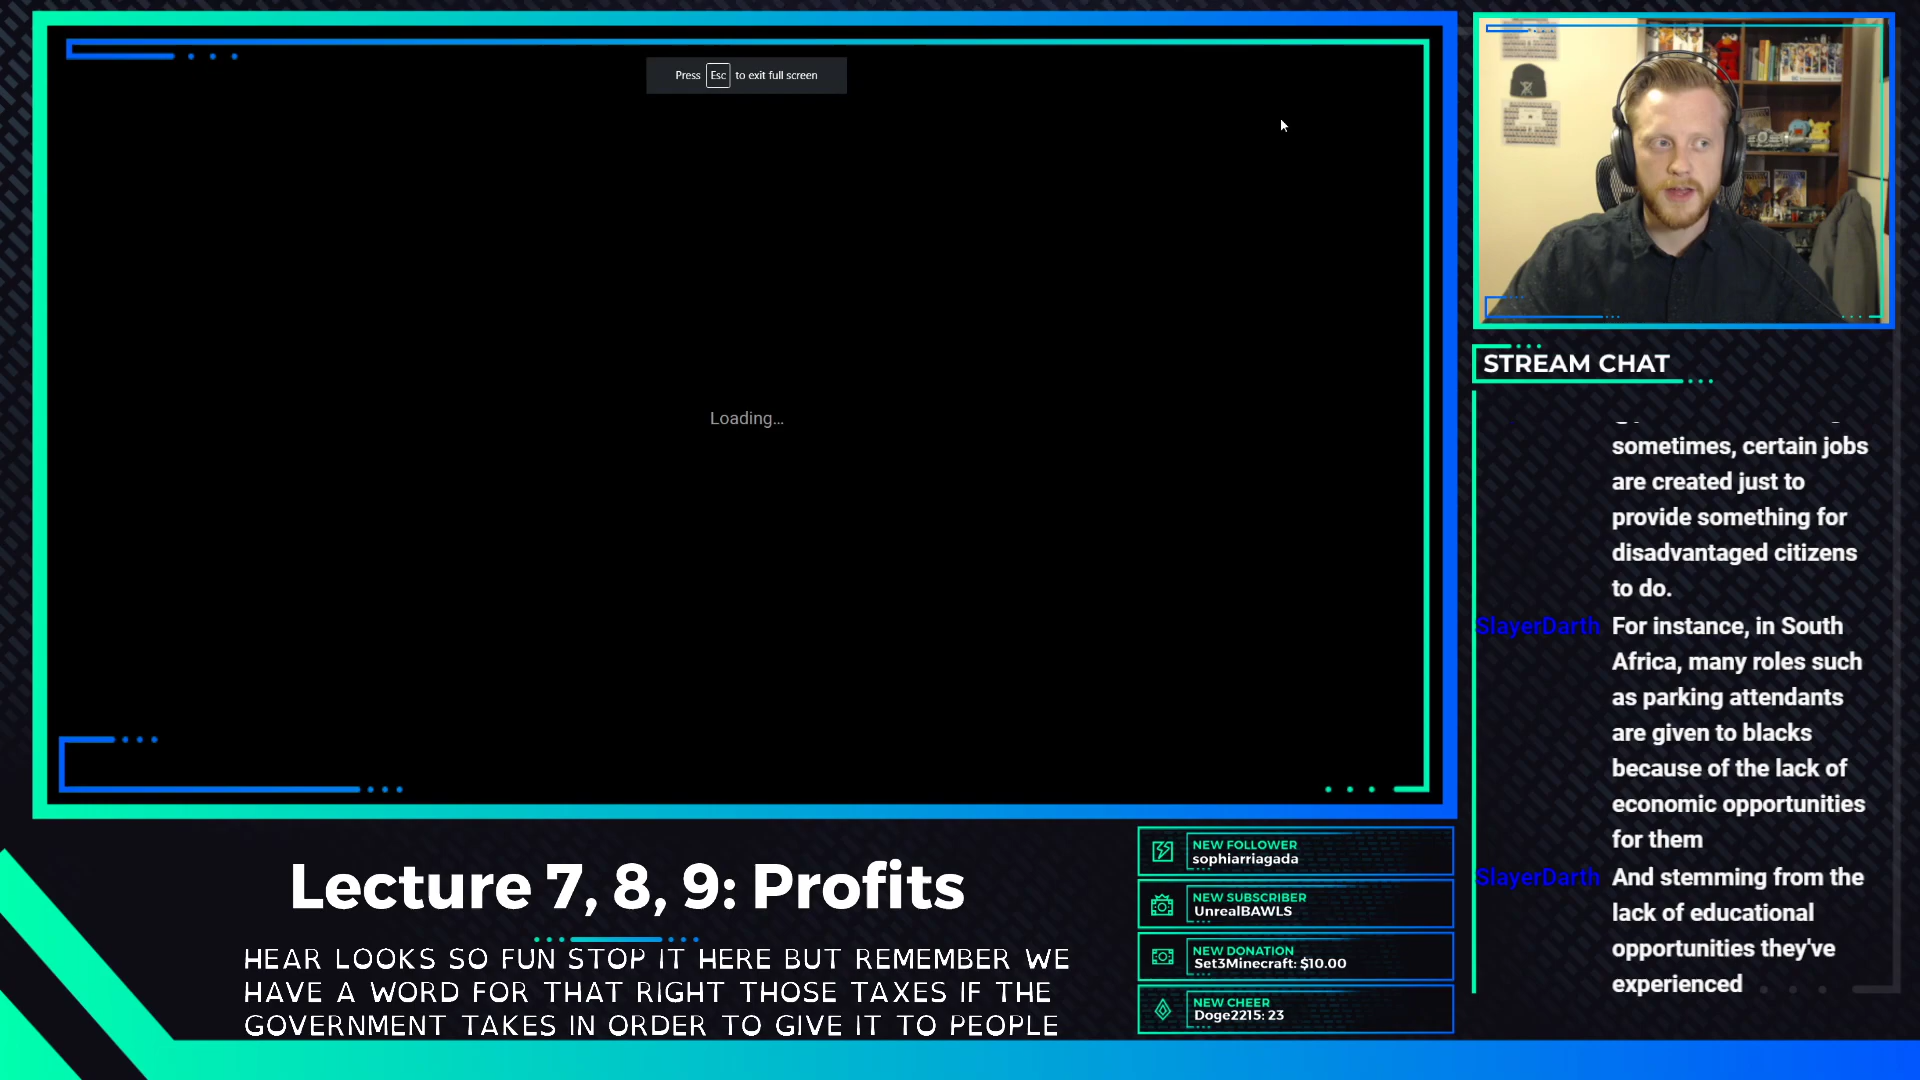 Press Esc to exit full screen
Loading...
STREAM CHAT
sometimes, certain jobs
are created just to
provide something for
disadvantaged citizens
to do.
SlayerDarth For instance, in South
Africa, many roles such
as parking attendants
are given to blacks
because of the lack of
economic opportunities
for them
SlayerDarth And stemming from the
lack of educational
opportunities they've
experienced
Lecture 7, 8, 9: Profits
HEAR LOOKS SO FUN STOP IT HERE BUT REMEMBER WE
HAVE A WORD FOR THAT RIGHT THOSE TAXES IF THE
GOVERNMENT TAKES IN ORDER TO GIVE IT TO PEOPLE
NEW FOLLOWER
sophiarriagada
NEW SUBSCRIBER
UnrealBAWLS
NEW DONATION
Set3Minecraft: $10.00
NEW CHEER
Doge2215: 23